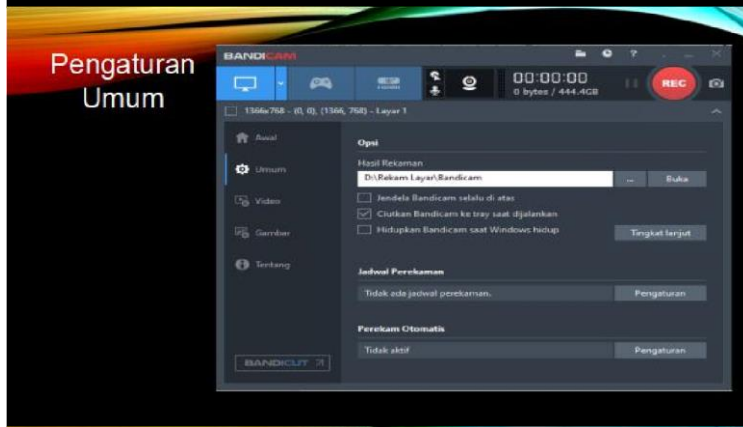 Pengaturan
Umum
BANDICAM
?
00:00:00
0 bytes / 444.4GB
REC
1366x768 - (0, 0), (1366, 768) - Layar 1
Awal
Umum
Video
Gambar
Tentang
BANDICUT
Opsi
Hasil Rekaman
D:\Rekam Layar\Bandicam
...
Buka
Jendela Bandicam selalu di atas
Ciutkan Bandicam ke tray saat dijalankan
Hidupkan Bandicam saat Windows hidup
Tingkat lanjut
Jadwal Perekaman
Tidak ada jadwal perekaman.
Pengaturan
Perekam Otomatis
Tidak aktif
Pengaturan